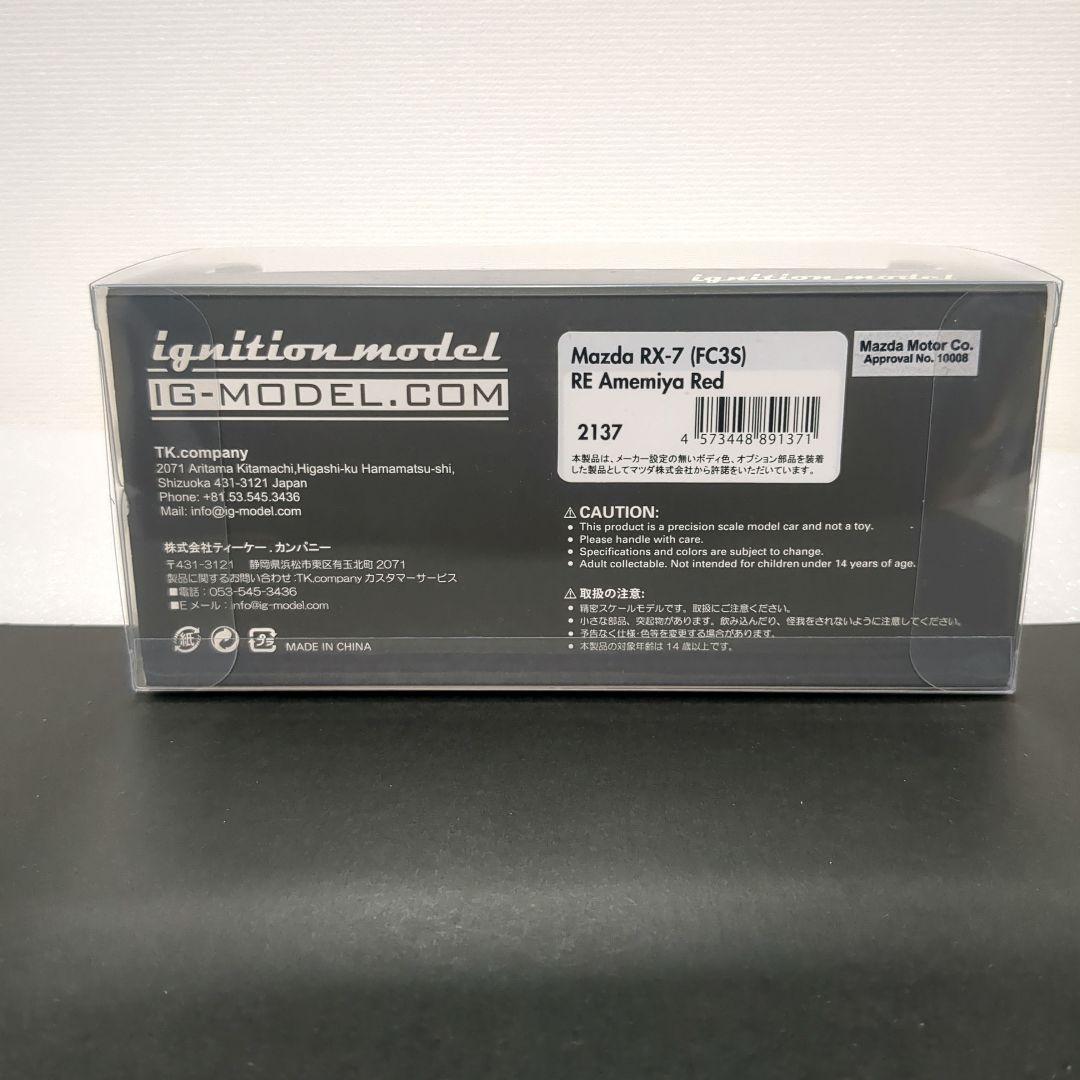 ignition model
ignition model
IG-MODEL.COM
TK.company
2071 Aritama Kitamachi,Higashi-ku Hamamatsu-shi,
Shizuoka 431-3121 Japan
Phone: +81.53.545.3436
Mail: info@ig-model.com
株式会社ティーケー.カンパニー
〒431-3121 静岡県浜松市東区有玉北町 2071
製品に関するお問い合わせ:TK.company カスタマーサービス
■電話:053-545-3436
■Eメール:info@ig-model.com
紙
プラ
MADE IN CHINA
Mazda RX-7 (FC3S)
RE Amemiya Red
2137
4 573448 891371
本製品は、メーカー設定の無いボディ色、オプション部品を装着
した製品としてマツダ株式会社から許諾をいただいています。
Mazda Motor Co.
Approval No. 10008
⚠ CAUTION:
● This product is a precision scale model car and not a toy.
● Please handle with care.
● Specifications and colors are subject to change.
● Adult collectable. Not intended for children under 14 years of age.
⚠ 取扱の注意:
● 精密スケールモデルです。取扱にご注意ください。
● 小さな部品、突起物があります。飲み込んだり、怪我をされないように注意してください。
● 予告なく仕様・色等を変更する場合があります。
● 本製品の対象年齢は14歳以上です。